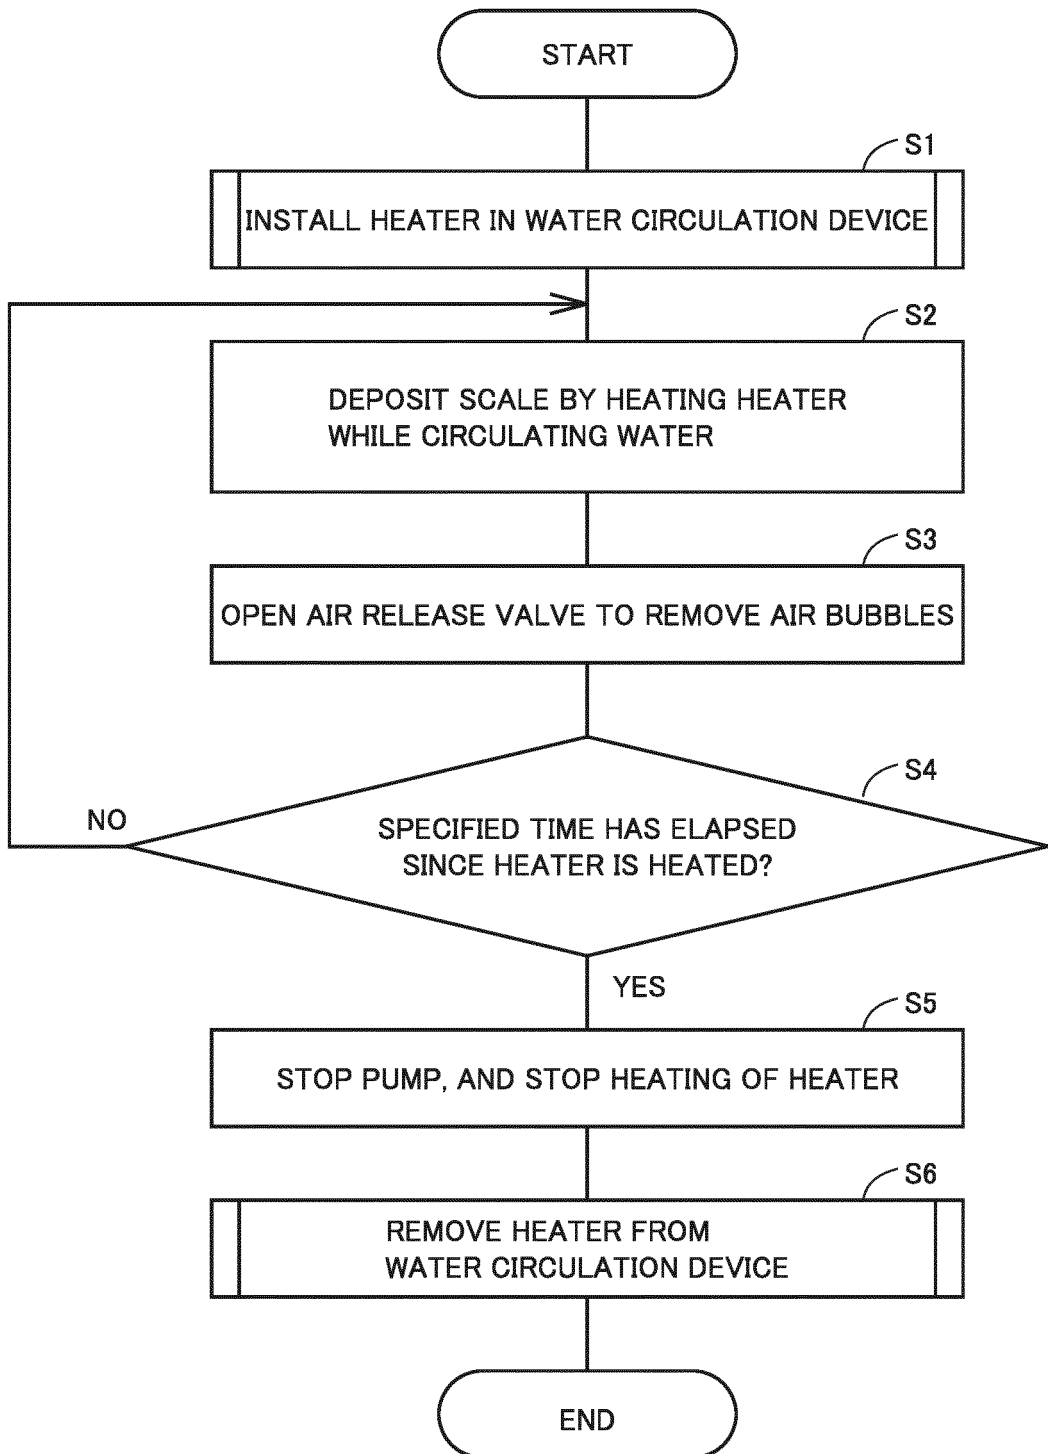 START
S1
INSTALL HEATER IN WATER CIRCULATION DEVICE
S2
DEPOSIT SCALE BY HEATING HEATER
WHILE CIRCULATING WATER
S3
OPEN AIR RELEASE VALVE TO REMOVE AIR BUBBLES
S4
NO
SPECIFIED TIME HAS ELAPSED
SINCE HEATER IS HEATED?
YES
S5
STOP PUMP, AND STOP HEATING OF HEATER
S6
REMOVE HEATER FROM
WATER CIRCULATION DEVICE
END